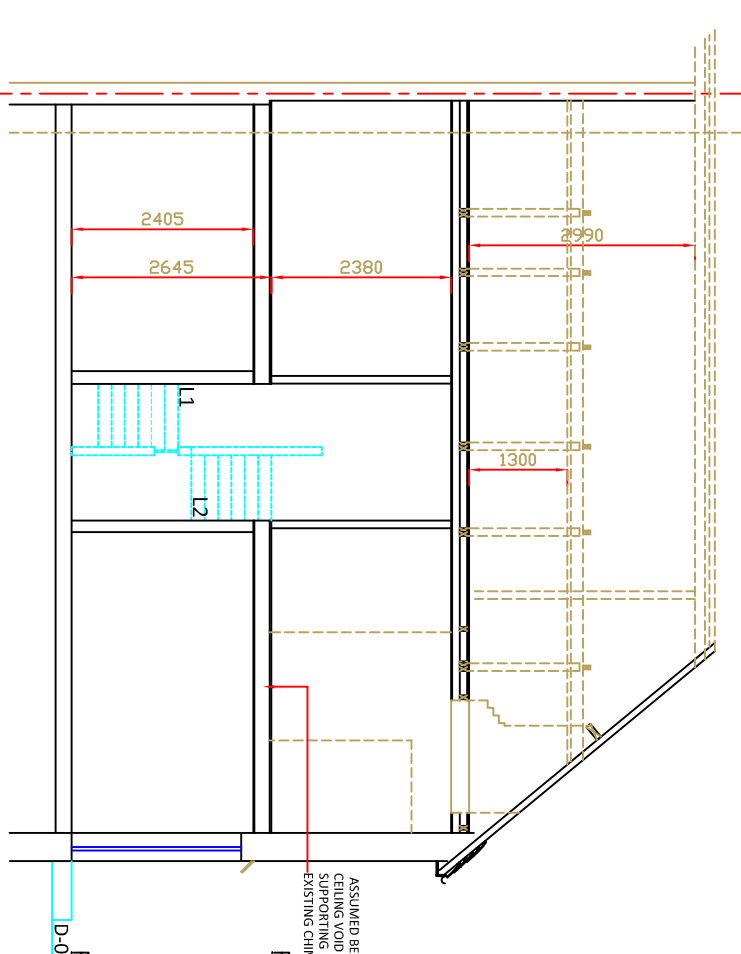 2990
2405
2645
2380
L1
1300
L2
ASSUMED BE
CEILING VOID
SUPPORTING
EXISTING CHI
D-0